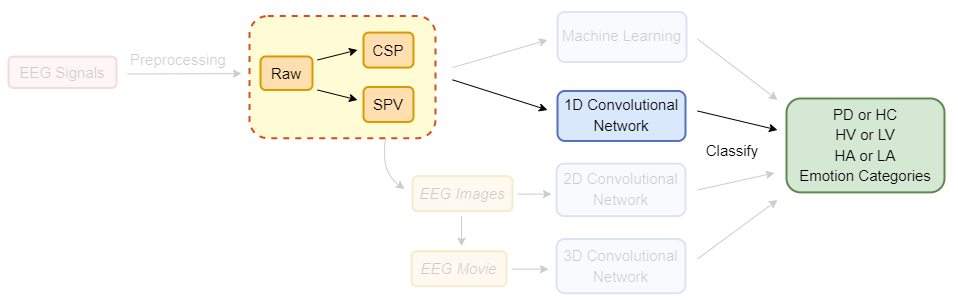 EEG Signals
Preprocessing
Raw
CSP
SPV
Machine Learning
1D Convolutional
Network
Classify
PD or HC
HV or LV
HA or LA
Emotion Categories
EEG Images
2D Convolutional
Network
EEG Movie
3D Convolutional
Network